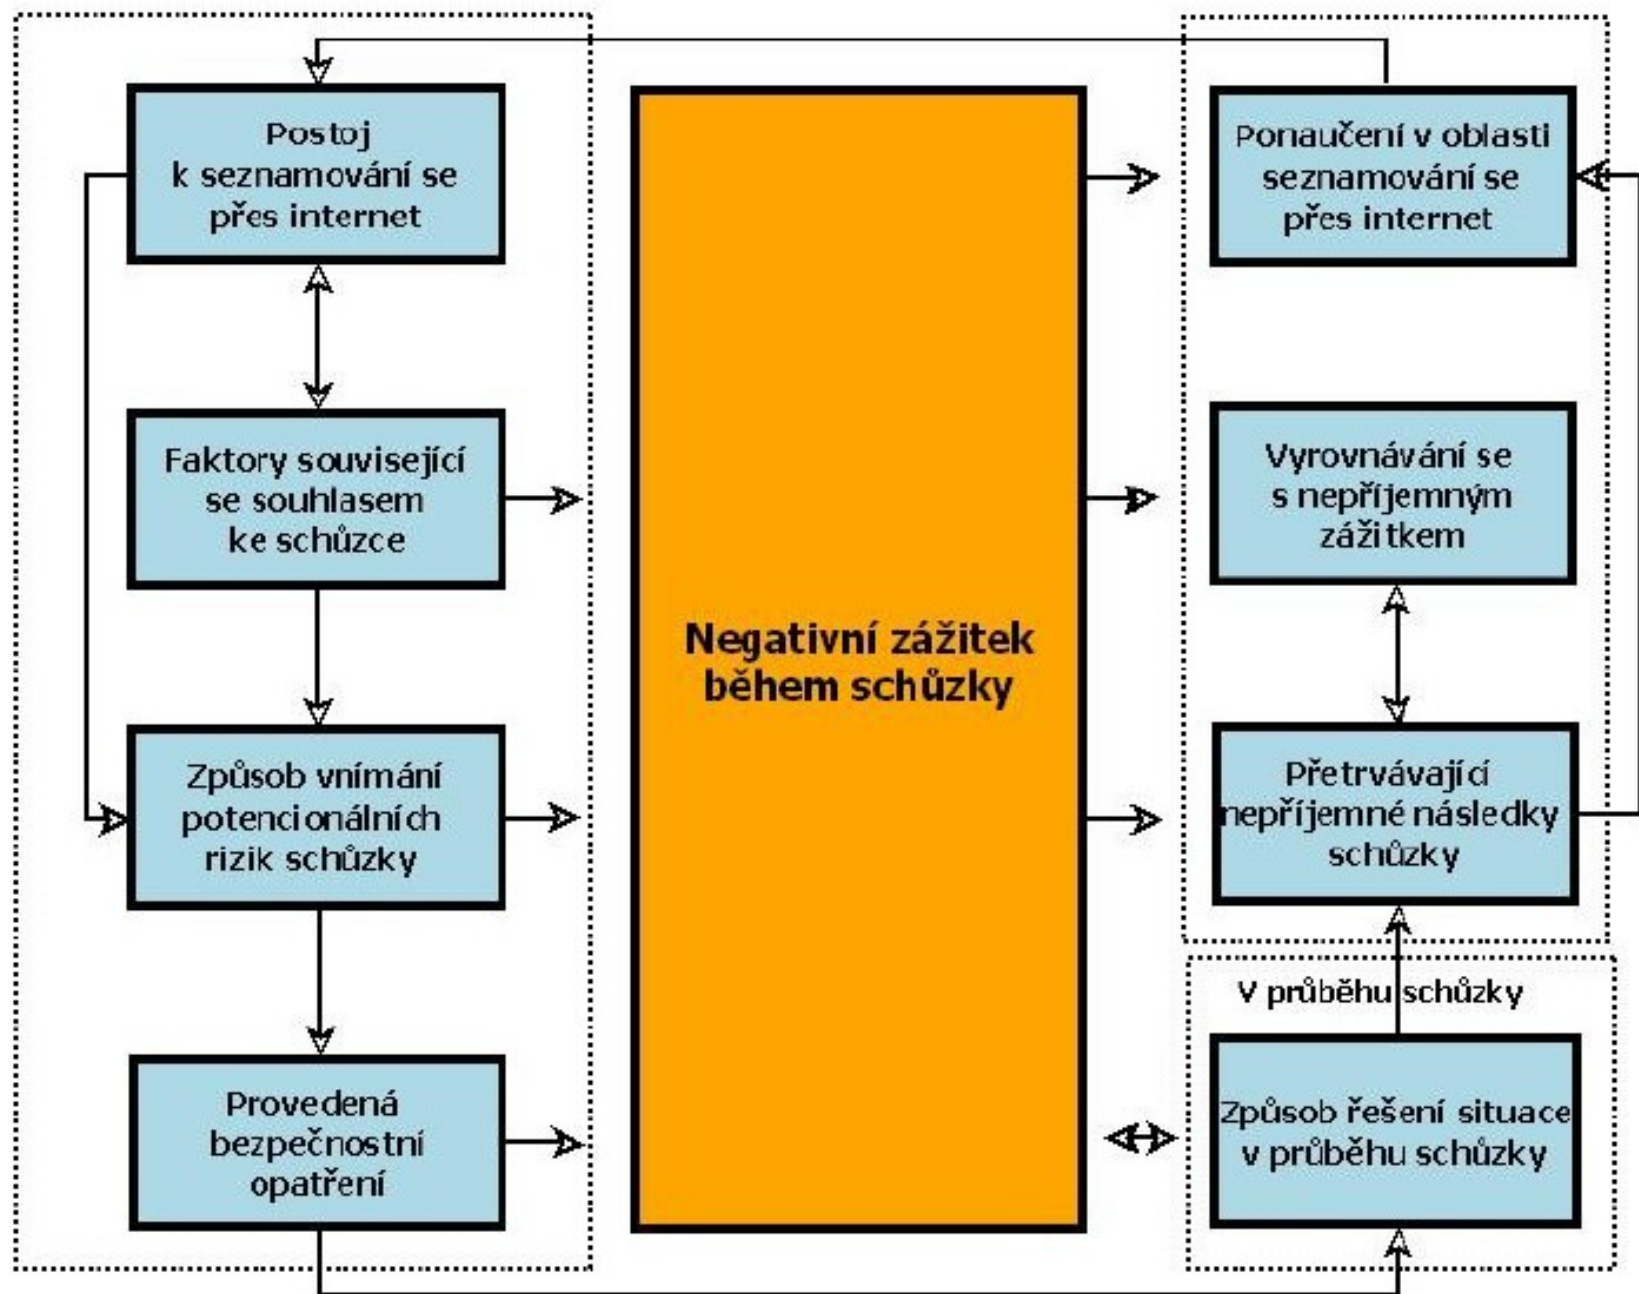 Postoj
k seznamování se
přes internet
Faktory související
se souhlasem
ke schůzce
Způsob vnímání
potencionálních
rizik schůzky
Provedená
bezpečnostní
opatření
Negativní zážitek
během schůzky
Ponaučení v oblasti
seznamování se
přes internet
Vyrovnávání se
s nepříjemným
zážitkem
Přetrvávající
nepříjemné následky
schůzky
V průběhu schůzky
Způsob řešení situace
v průběhu schůzky